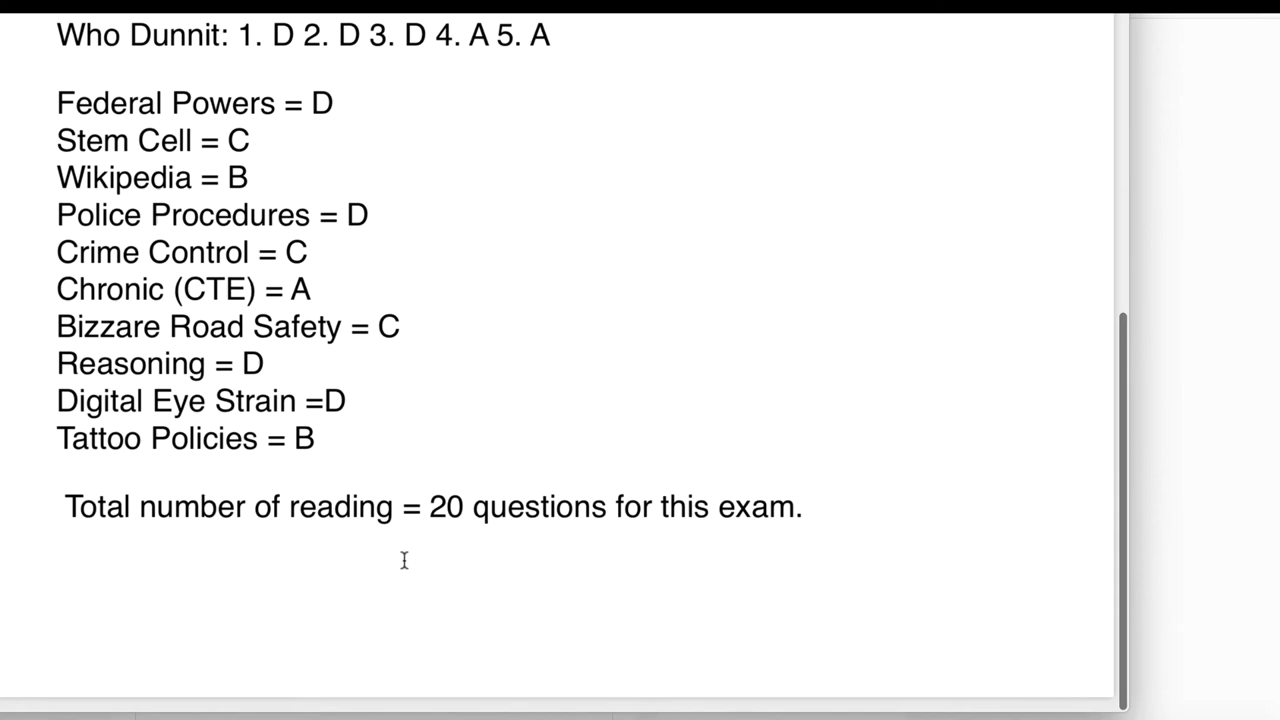 Who Dunnit: 1. D 2. D 3. D 4. A 5. A
Federal Powers = D
Stem Cell = C
Wikipedia = B
Police Procedures = D
Crime Control = C
Chronic (CTE) = A
Bizzare Road Safety = C
Reasoning = D
Digital Eye Strain =D
Tattoo Policies = B
Total number of reading = 20 questions for this exam.